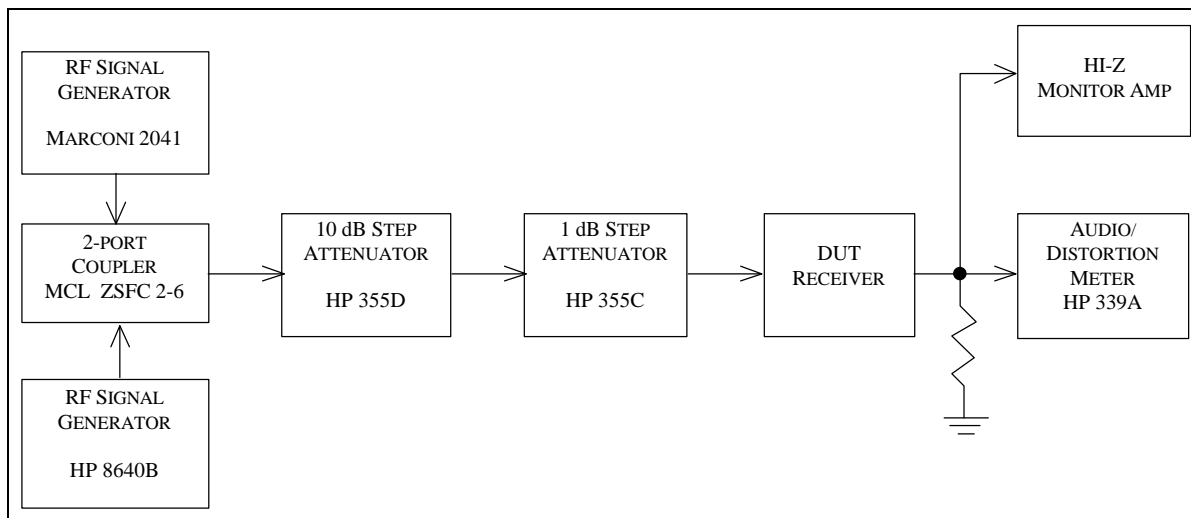 RF SIGNAL
GENERATOR
MARCONI 2041
2-PORT
COUPLER
MCL ZSFC 2-6
RF SIGNAL
GENERATOR
HP 8640B
10 dB STEP
ATTENUATOR
HP 355D
1 dB STEP
ATTENUATOR
HP 355C
DUT
RECEIVER
HI-Z
MONITOR AMP
AUDIO/
DISTORTION
METER
HP 339A